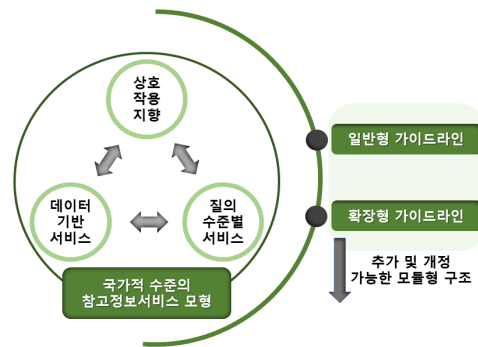 상호
작용
지향
데이터
기반
서비스
질의
수준별
서비스
국가적 수준의
참고정보서비스 모형
일반형 가이드라인
확장형 가이드라인
추가 및 개정
가능한 모듈형 구조